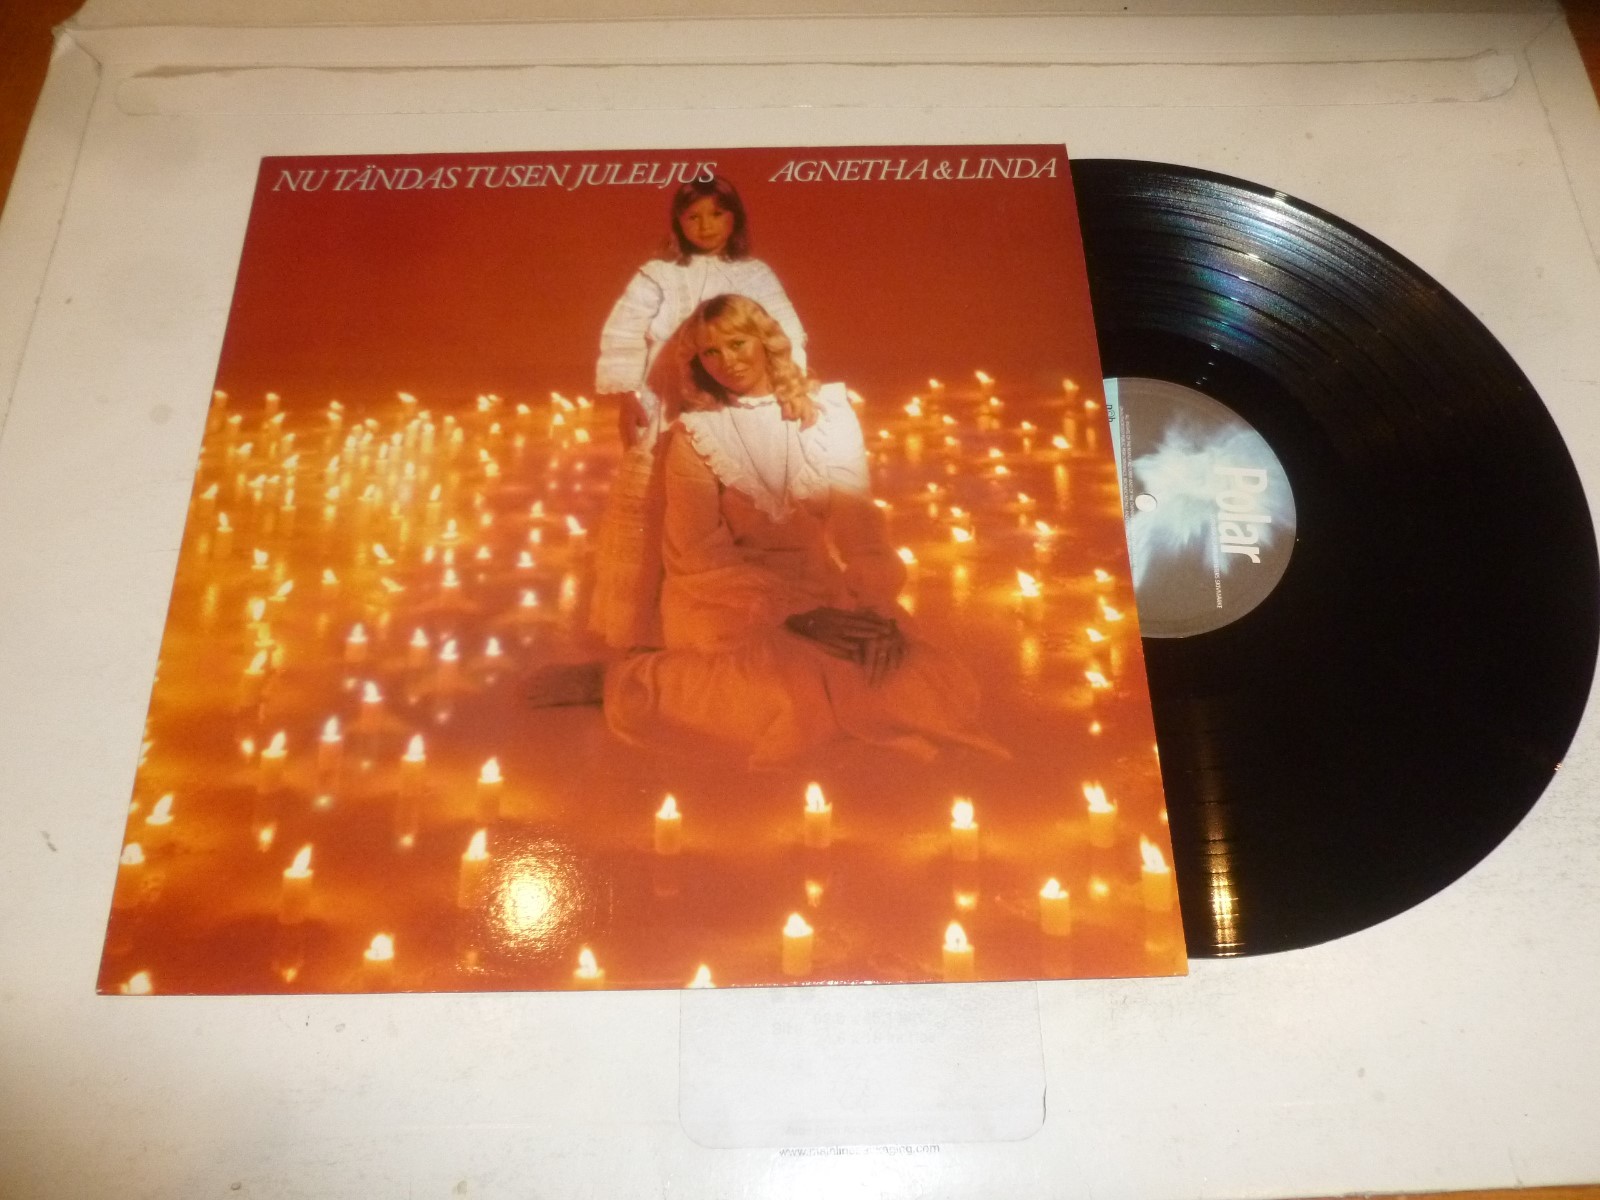 NU TÄNDAS TUSEN JULELJUS AGNETHA & LINDA
Polar